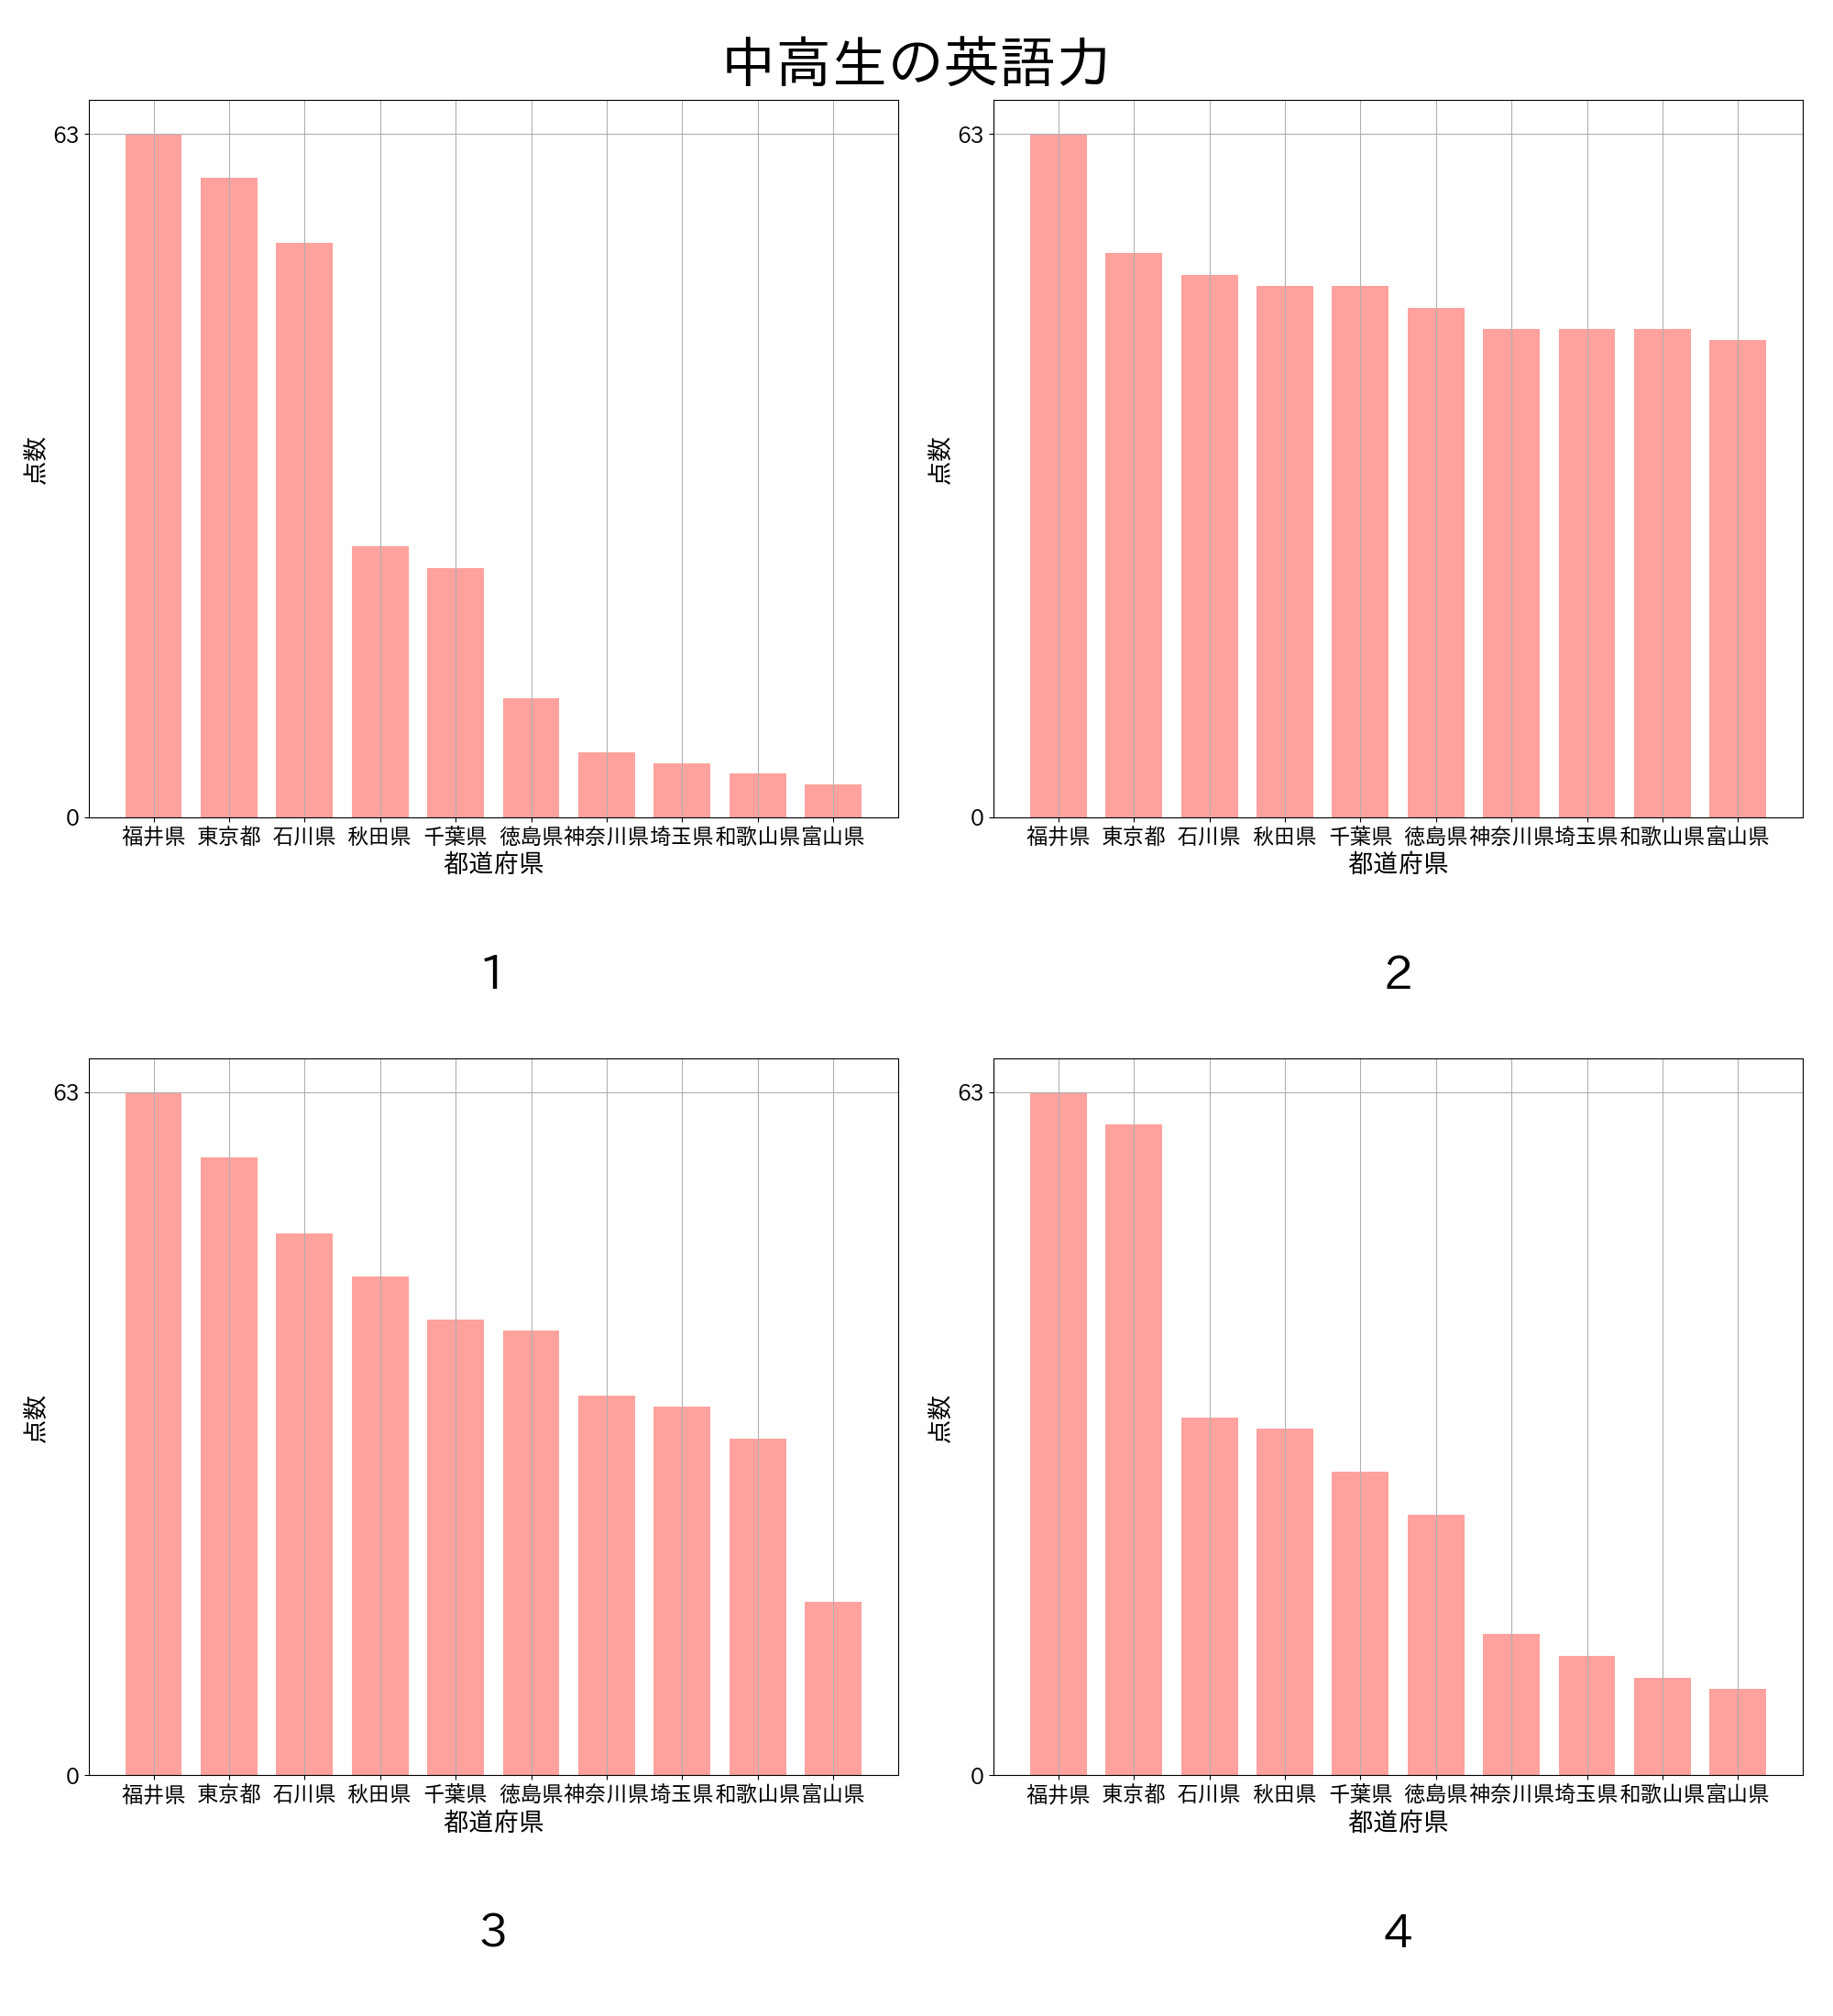 中高生の英語力
63
0
点数
福井県 東京都 石川県 秋田県 千葉県 徳島県 神奈川県 埼玉県 和歌山県 富山県
都道府県
1
63
0
点数
福井県 東京都 石川県 秋田県 千葉県 徳島県 神奈川県 埼玉県 和歌山県 富山県
都道府県
2
63
0
点数
福井県 東京都 石川県 秋田県 千葉県 徳島県 神奈川県 埼玉県 和歌山県 富山県
都道府県
3
63
0
点数
福井県 東京都 石川県 秋田県 千葉県 徳島県 神奈川県 埼玉県 和歌山県 富山県
都道府県
4